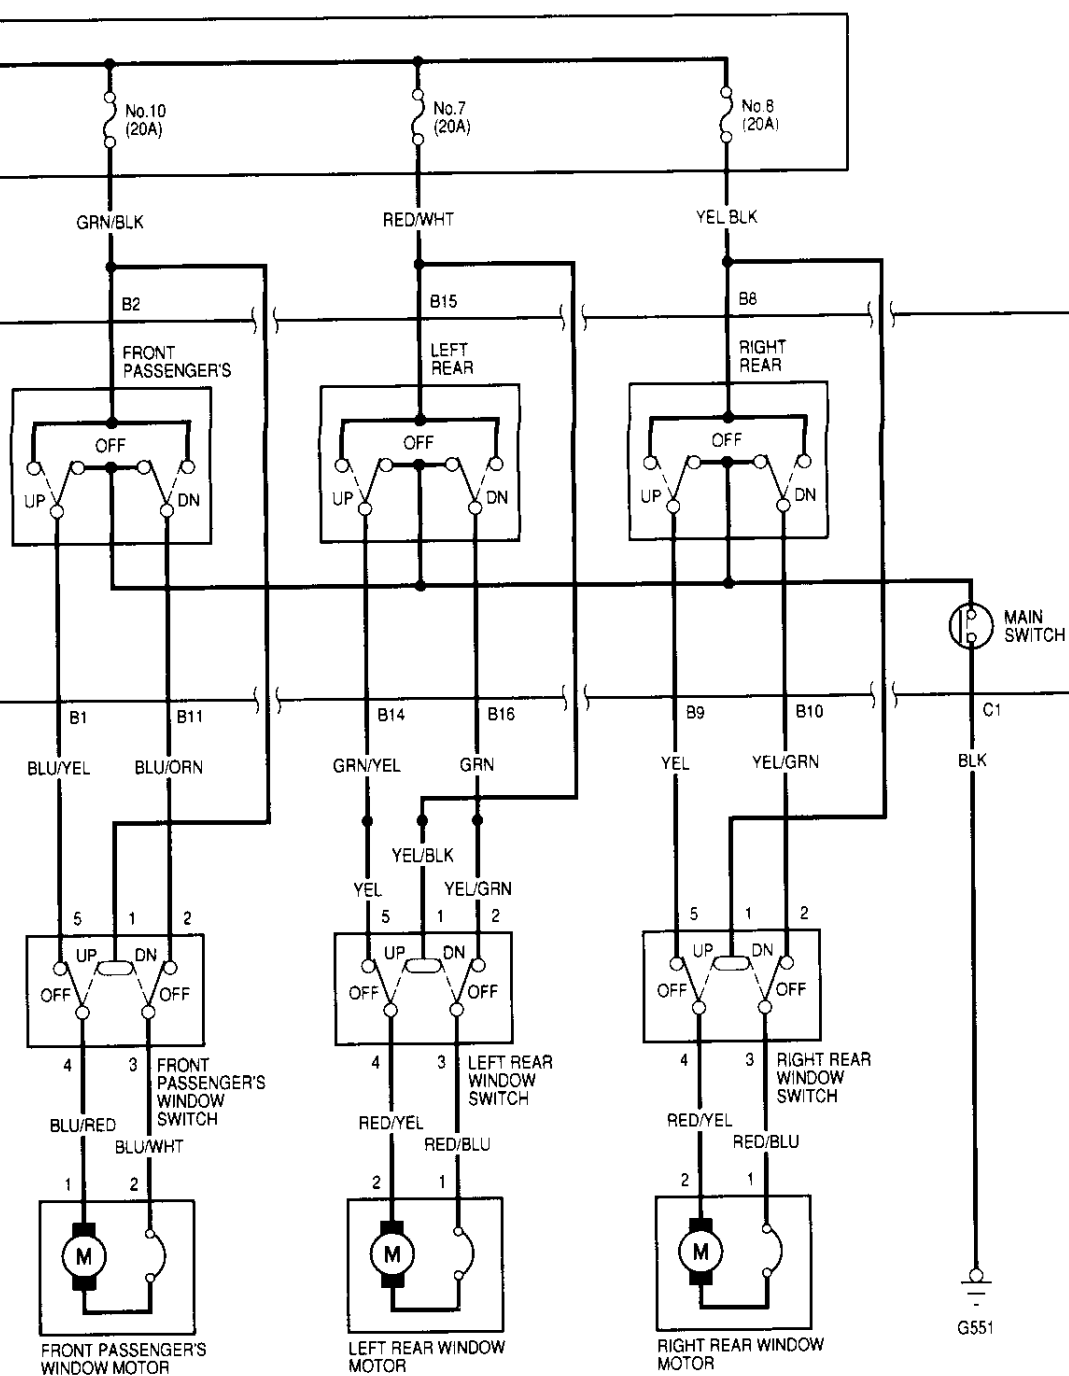 No.10
(20A)
No.7
(20A)
No.8
(20A)
GRN/BLK
RED/WHT
YEL BLK
B2
B15
B8
FRONT
PASSENGER'S
LEFT
REAR
RIGHT
REAR
OFF
UP
DN
OFF
UP
DN
OFF
UP
DN
MAIN
SWITCH
B1
B11
B14
B16
B9
B10
C1
BLU/YEL
BLU/ORN
GRN/YEL
GRN
YEL
YEL/GRN
BLK
YEL/BLK
YEL
YEL/GRN
5
1
2
5
1
2
5
1
2
UP
DN
OFF
OFF
UP
DN
OFF
OFF
UP
DN
OFF
OFF
4
3
FRONT
PASSENGER'S
WINDOW
SWITCH
4
3
LEFT REAR
WINDOW
SWITCH
4
3
RIGHT REAR
WINDOW
SWITCH
BLU/RED
BLU/WHT
RED/YEL
RED/BLU
RED/YEL
RED/BLU
1
2
2
1
2
1
M
M
M
G551
FRONT PASSENGER'S
WINDOW MOTOR
LEFT REAR WINDOW
MOTOR
RIGHT REAR WINDOW
MOTOR